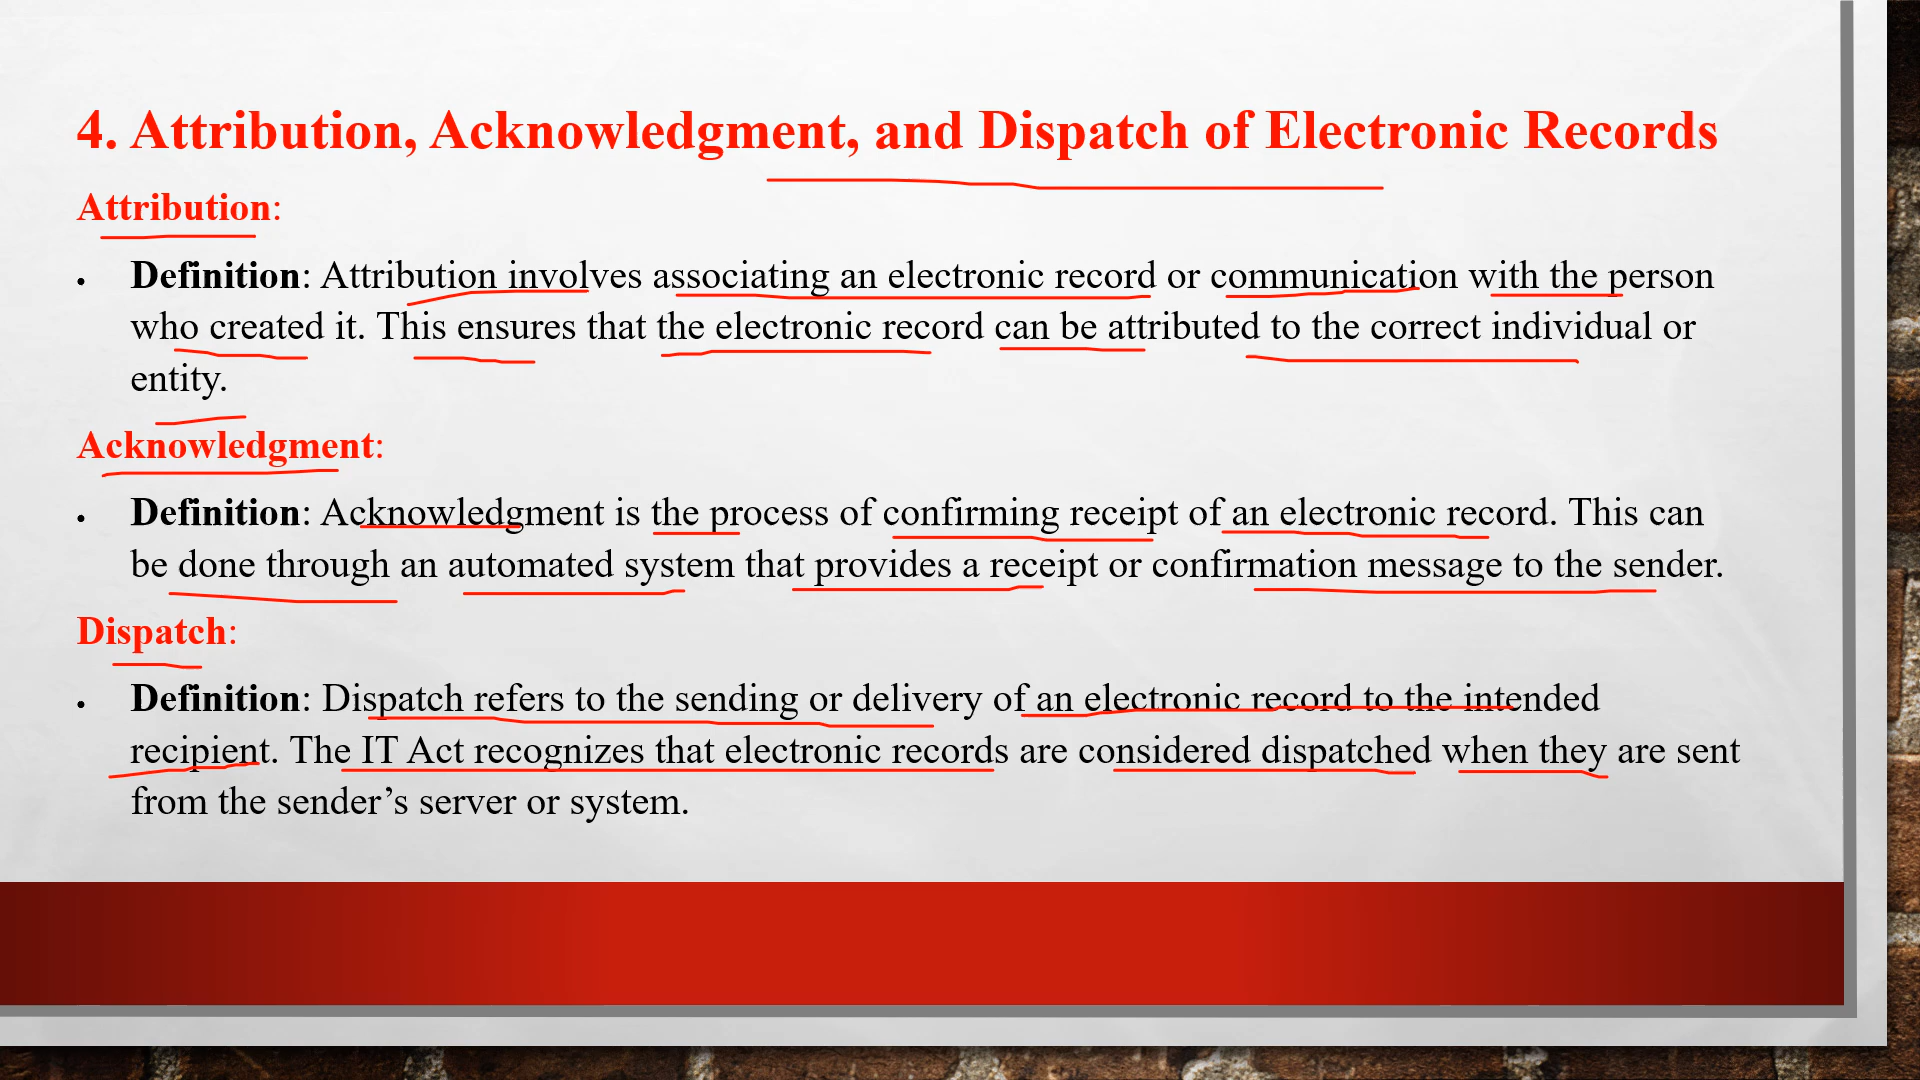 4. Attribution, Acknowledgment, and Dispatch of Electronic Records
Attribution:
• Definition: Attribution involves associating an electronic record or communication with the person
who created it. This ensures that the electronic record can be attributed to the correct individual or
entity.
Acknowledgment:
• Definition: Acknowledgment is the process of confirming receipt of an electronic record. This can
be done through an automated system that provides a receipt or confirmation message to the sender.
Dispatch:
• Definition: Dispatch refers to the sending or delivery of an electronic record to the intended
recipient. The IT Act recognizes that electronic records are considered dispatched when they are sent
from the sender’s server or system.